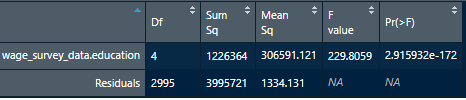 Df Sum Sq Mean Sq F value Pr(>F)
wage_survey_data.education 4 1226364 306591.121 229.8059 2.915932e-172
Residuals 2995 3995721 1334.131 NA NA